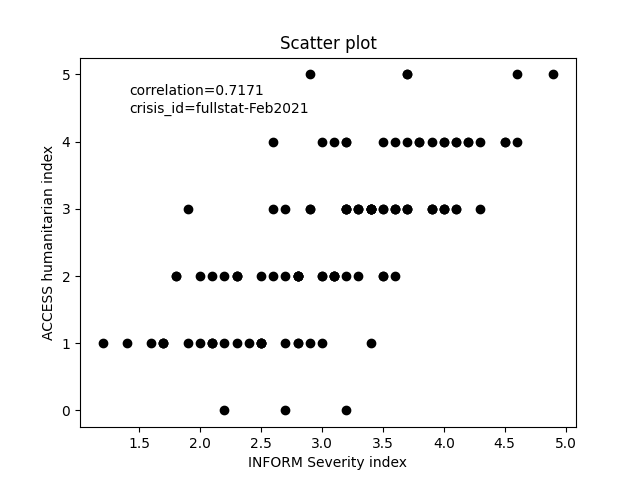 Scatter plot
correlation=0.7171
crisis_id=fullstat-Feb2021
ACCESS humanitarian index
5
4
3
2
1
0
1.5 2.0 2.5 3.0 3.5 4.0 4.5 5.0
INFORM Severity index